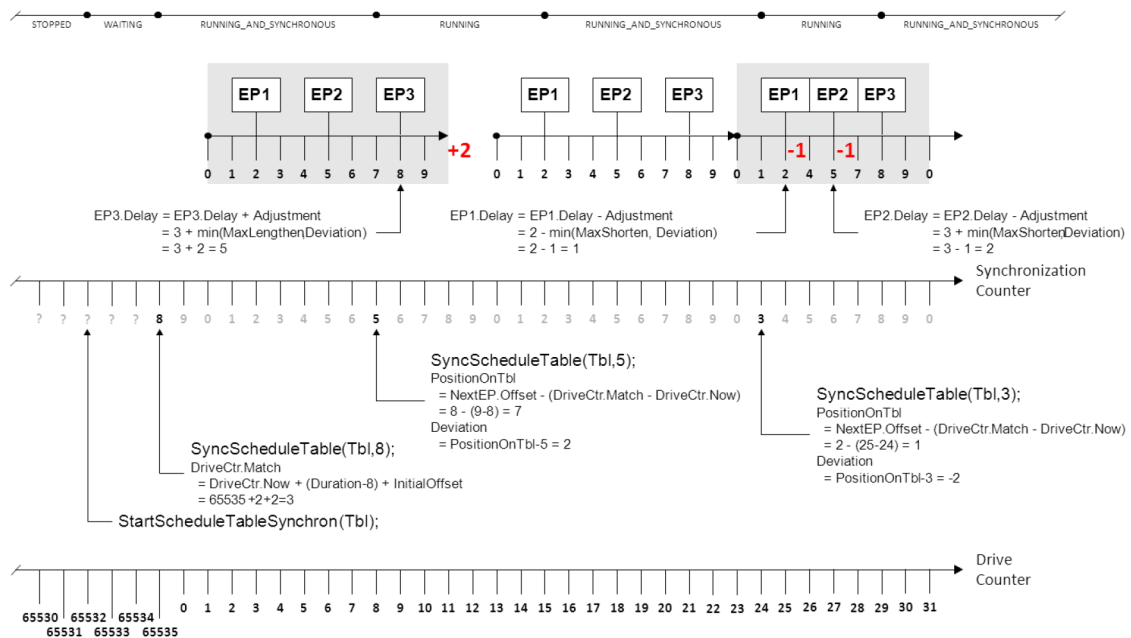 STOPPED WAITING RUNNING_AND_SYNCHRONOUS RUNNING RUNNING_AND_SYNCHRONOUS RUNNING RUNNING_AND_SYNCHRONOUS
EP1 EP2 EP3 EP1 EP2 EP3 EP1 EP2 EP3
+2 -1 -1
0 1 2 3 4 5 6 7 8 9 0 1 2 3 4 5 6 7 8 9 0 1 2 4 5 7 8 9 0
EP3.Delay = EP3.Delay + Adjustment
= 3 + min(MaxLengthen,Deviation)
= 3 + 2 = 5
EP1.Delay = EP1.Delay - Adjustment
= 2 - min(MaxShorten, Deviation)
= 2 - 1 = 1
EP2.Delay = EP2.Delay - Adjustment
= 3 + min(MaxShorten,Deviation)
= 3 - 1 = 2
Synchronization
Counter
? ? ? ? ? 8 9 0 1 2 3 4 5 6 5 6 7 8 9 0 1 2 3 4 5 6 7 8 9 0 3 4 5 6 7 8 9 0
SyncScheduleTable(Tbl,5);
PositionOnTbl
= NextEP.Offset - (DriveCtr.Match - DriveCtr.Now)
= 8 - (9-8) = 7
Deviation
= PositionOnTbl-5 = 2
SyncScheduleTable(Tbl,3);
PositionOnTbl
= NextEP.Offset - (DriveCtr.Match - DriveCtr.Now)
= 2 - (25-24) = 1
Deviation
= PositionOnTbl-3 = -2
SyncScheduleTable(Tbl,8);
DriveCtr.Match
= DriveCtr.Now + (Duration-8) + InitialOffset
= 65535+2+2=3
StartScheduleTableSynchron(Tbl);
Drive
Counter
65530 65532 65534 0 1 2 3 4 5 6 7 8 9 10 11 12 13 14 15 16 17 18 19 20 21 22 23 24 25 26 27 28 29 30 31
65531 65533 65535